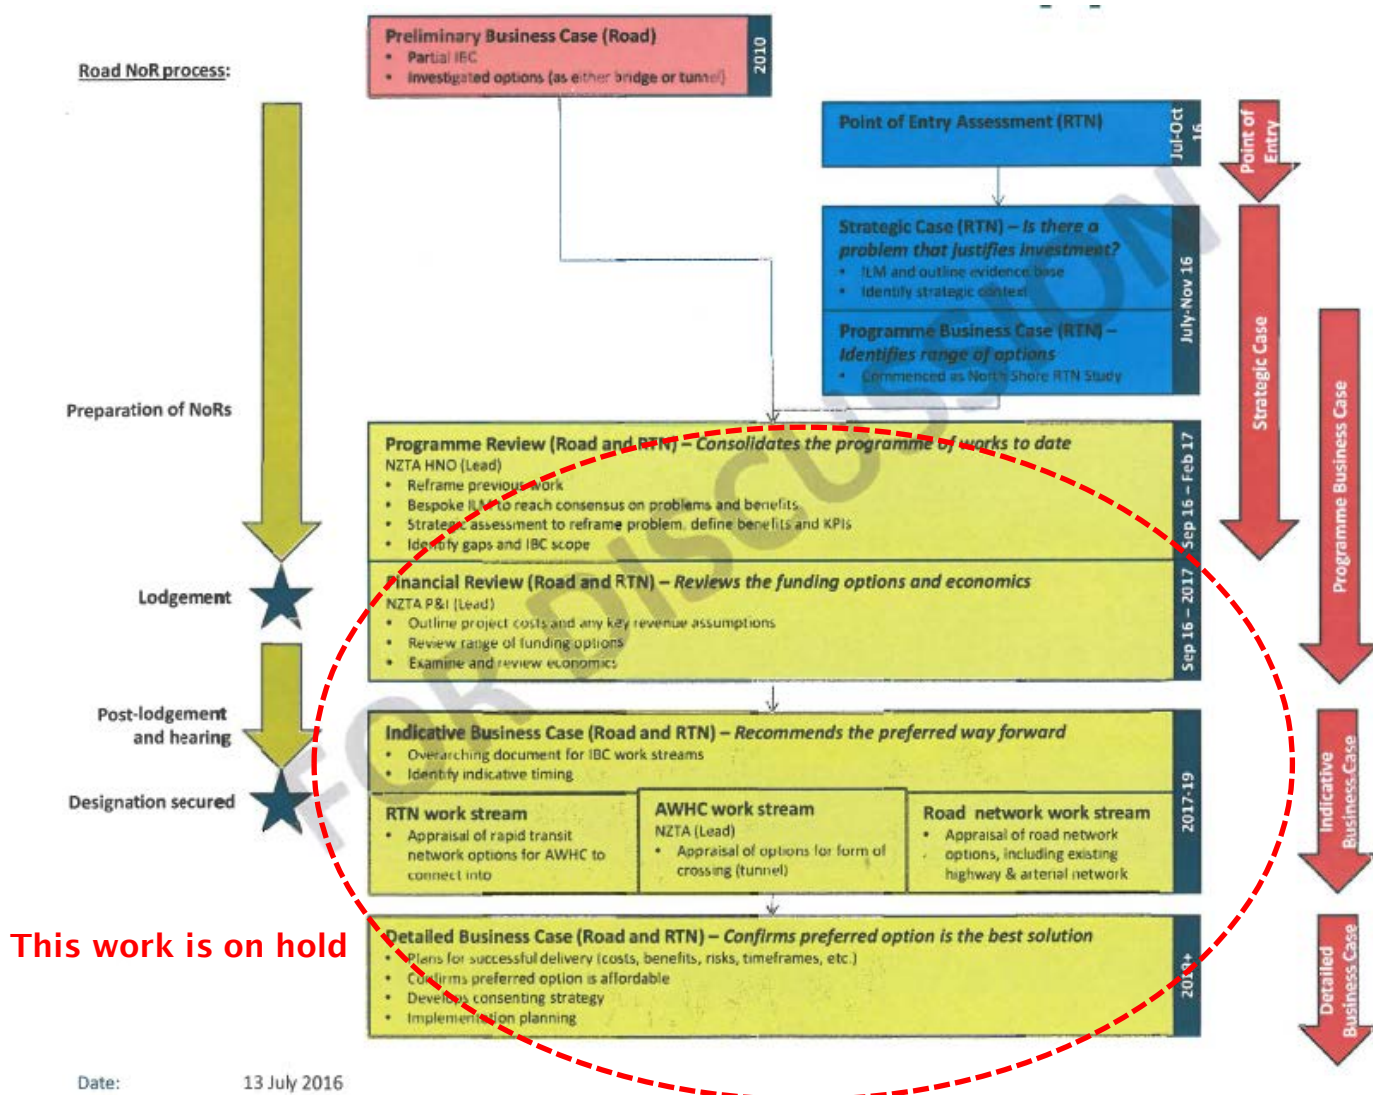 Road NoR process:
Preliminary Business Case (Road)
• Partial IBC
• Investigated options (as either bridge or tunnel)
2010
Point of Entry Assessment (RTN)
Jul-Oct
16
Point of
Entry
Strategic Case (RTN) – Is there a
problem that justifies investment?
• ILM and outline evidence base
• Identify strategic context
Programme Business Case (RTN) –
Identifies range of options
• Commenced as North Shore RTN Study
July-Nov 16
Strategic Case
Programme Business Case
Preparation of NoRs
Programme Review (Road and RTN) – Consolidates the programme of works to date
NZTA HNO (Lead)
• Reframe previous work
• Bespoke ILM to reach consensus on problems and benefits
• Strategic assessment to reframe problem, define benefits and KPIs
• Identify gaps and IBC scope
Sep 16 – Feb 17
Lodgement
Financial Review (Road and RTN) – Reviews the funding options and economics
NZTA P&I (Lead)
• Outline project costs and any key revenue assumptions
• Review range of funding options
• Examine and review economics
Sep 16 – 2017
Post-lodgement
and hearing
Designation secured
Indicative Business Case (Road and RTN) – Recommends the preferred way forward
• Overarching document for IBC work streams
• Identify indicative timing
RTN work stream
• Appraisal of rapid transit
network options for AWHC to
connect into
AWHC work stream
NZTA (Lead)
• Appraisal of options for form of
crossing (tunnel)
Road network work stream
• Appraisal of road network
options, including existing
highway & arterial network
2017-19
Indicative
Business Case
This work is on hold
Detailed Business Case (Road and RTN) – Confirms preferred option is the best solution
• Plans for successful delivery (costs, benefits, risks, timeframes, etc.)
• Confirms preferred option is affordable
• Develops consenting strategy
• Implementation planning
2019+
Detailed
Business Case
FOR DISCUSSION
Date: 13 July 2016